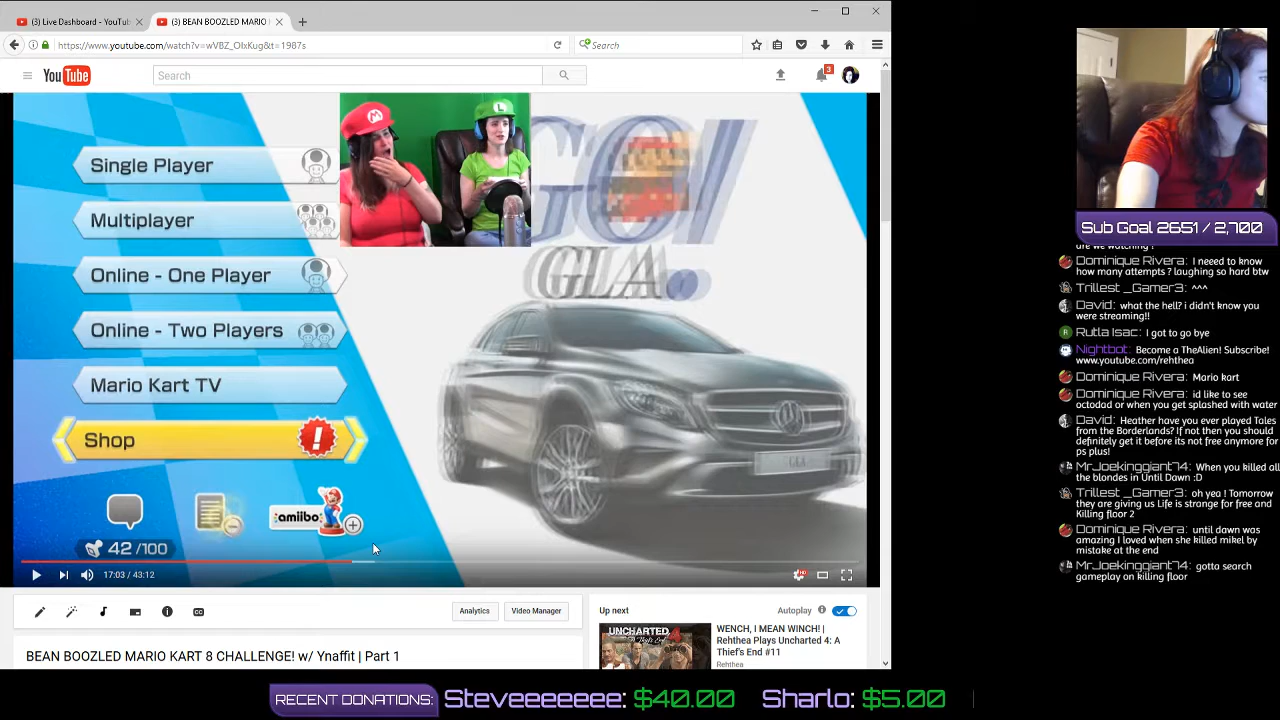 (3) Live Dashboard - YouTu
(3) BEAN BOOZLED MARIO
https://www.youtube.com/watch?v=wVBZ_OIxKug&t=1987s
Search
YouTube
Search
3
Single Player
Multiplayer
Online - One Player
Online - Two Players
Mario Kart TV
Shop
!
amiibo
42/100
M
L
GO!
GLA
GLA
17:03 / 43:12
HD
CC
Analytics
Video Manager
Up next
Autoplay
UNCHARTED 4
WENCH, I MEAN WINCH! |
Rehthea Plays Uncharted 4: A
Thief's End #11
Rehthea
BEAN BOOZLED MARIO KART 8 CHALLENGE! w/ Ynaffit | Part 1
Sub Goal 2651 / 2,700
are we watching ?
Dominique Rivera: I neeed to know
how many attempts ? laughing so hard btw
Trillest _Gamer3: ^^^
David: what the hell? i didn't know you
were streaming!!
Rutla Isac: I got to go bye
Nightbot: Become a TheAlien! Subscribe!
www.youtube.com/rehthea
Dominique Rivera: Mario kart
Dominique Rivera: id like to see
octodad or when you get splashed with water
David: Heather have you ever played Tales
from the Borderlands? If not then you should
definitely get it before its not free anymore for
ps plus!
MrJoekinggiant74: When you killed all
the blondes in Until Dawn :D
Trillest _Gamer3: oh yea ! Tomorrow
they are giving us Life is strange for free and
Killing floor 2
Dominique Rivera: until dawn was
amazing I loved when she killed mikel by
mistake at the end
MrJoekinggiant74: gotta search
gameplay on killing floor
RECENT DONATIONS:
Steveeeeeee: $40.00
Sharlo: $5.00